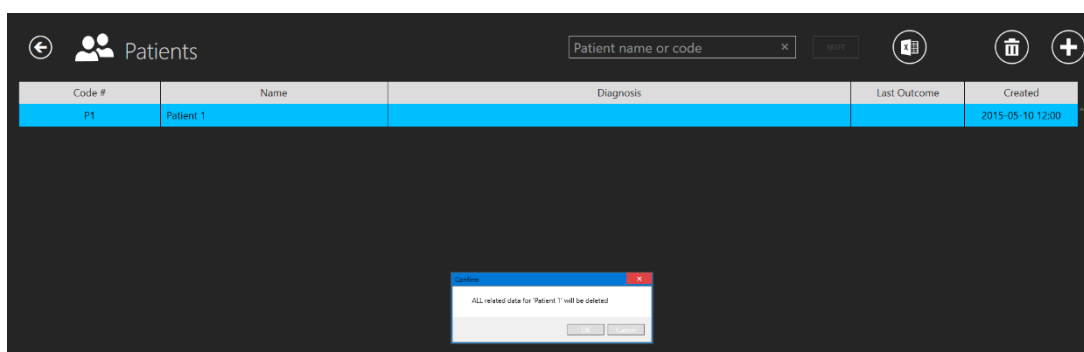 Patients
Patient name or code
Code # Name Diagnosis Last Outcome Created
P1 Patient 1 2015-05-10 12:00
Confirm
ALL related data for 'Patient 1' will be deleted
OK Cancel